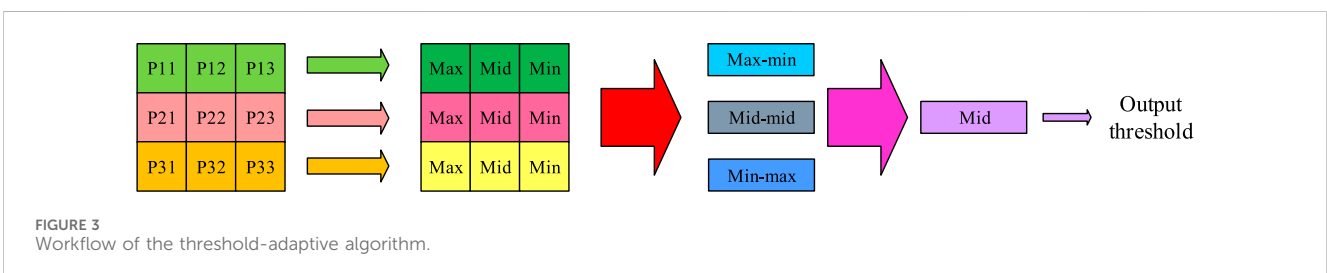 P11 P12 P13
Max Mid Min
Max-min
P21 P22 P23
Max Mid Min
Mid-mid
Mid
Output
threshold
P31 P32 P33
Max Mid Min
Min-max
FIGURE 3
Workflow of the threshold-adaptive algorithm.